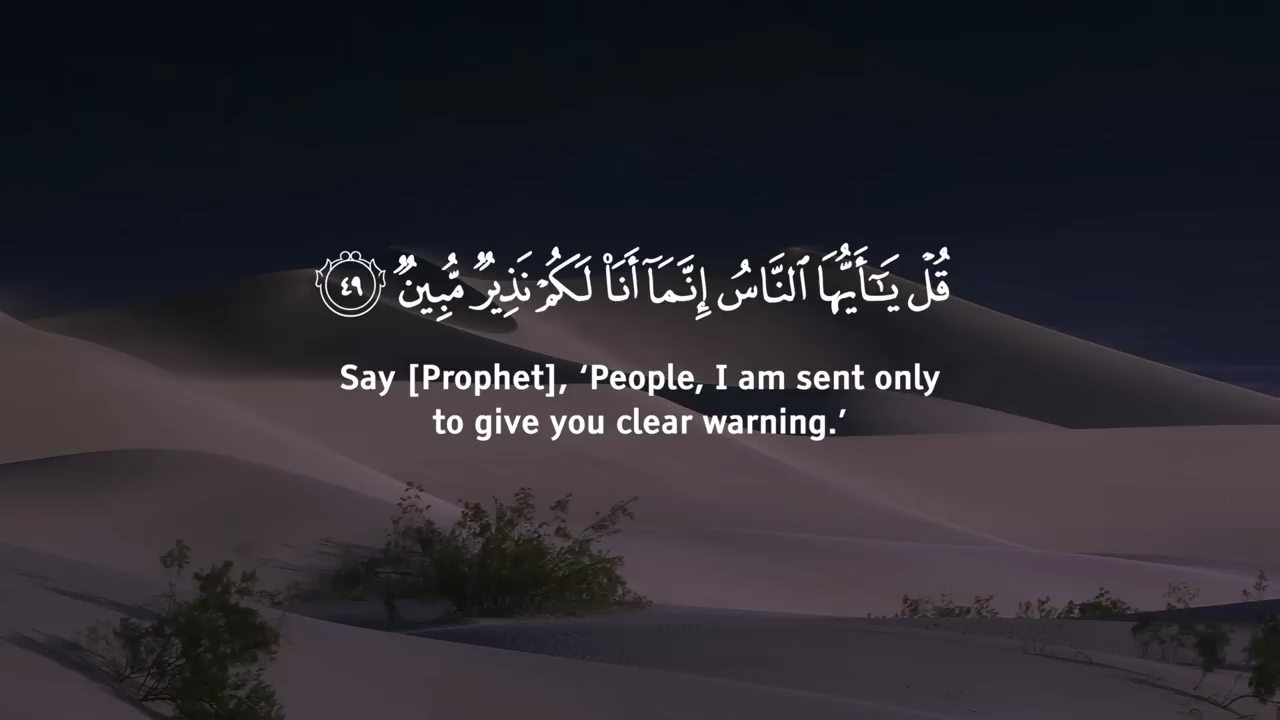 قُلْ يَـٰٓأَيُّهَا ٱلنَّاسُ إِنَّمَآ أَنَا۠ لَكُمْ نَذِيرٌ مُّبِينٌ ٤٩
Say [Prophet], ‘People, I am sent only
to give you clear warning.’